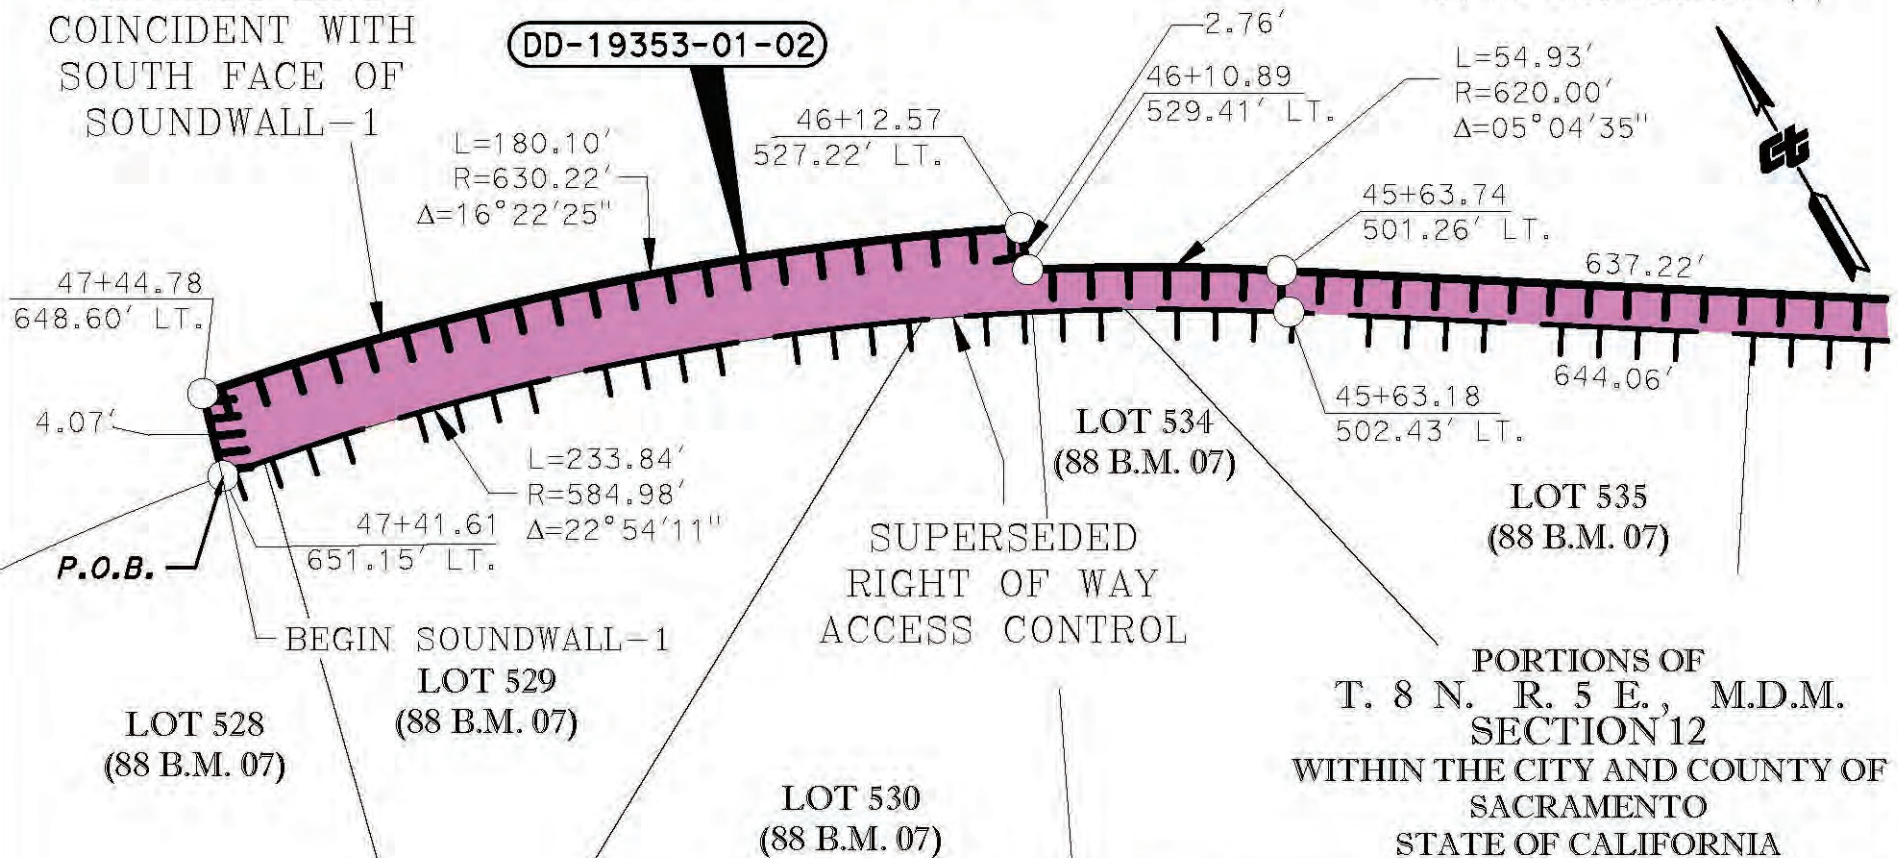 COINCIDENT WITH
SOUTH FACE OF
SOUNDWALL-1
DD-19353-01-02
2.76'
46+10.89
529.41' LT.
L=54.93'
R=620.00'
Δ=05°04'35"
46+12.57
527.22' LT.
L=180.10'
R=630.22'
Δ=16°22'25"
ct
45+63.74
501.26' LT.
637.22'
47+44.78
648.60' LT.
644.06'
45+63.18
502.43' LT.
4.07'
LOT 534
(88 B.M. 07)
L=233.84'
R=584.98'
Δ=22°54'11"
47+41.61
651.15' LT.
P.O.B.
LOT 535
(88 B.M. 07)
SUPERSEDED
RIGHT OF WAY
ACCESS CONTROL
BEGIN SOUNDWALL-1
LOT 529
(88 B.M. 07)
LOT 528
(88 B.M. 07)
LOT 530
(88 B.M. 07)
PORTIONS OF
T. 8 N. R. 5 E., M.D.M.
SECTION 12
WITHIN THE CITY AND COUNTY OF
SACRAMENTO
STATE OF CALIFORNIA